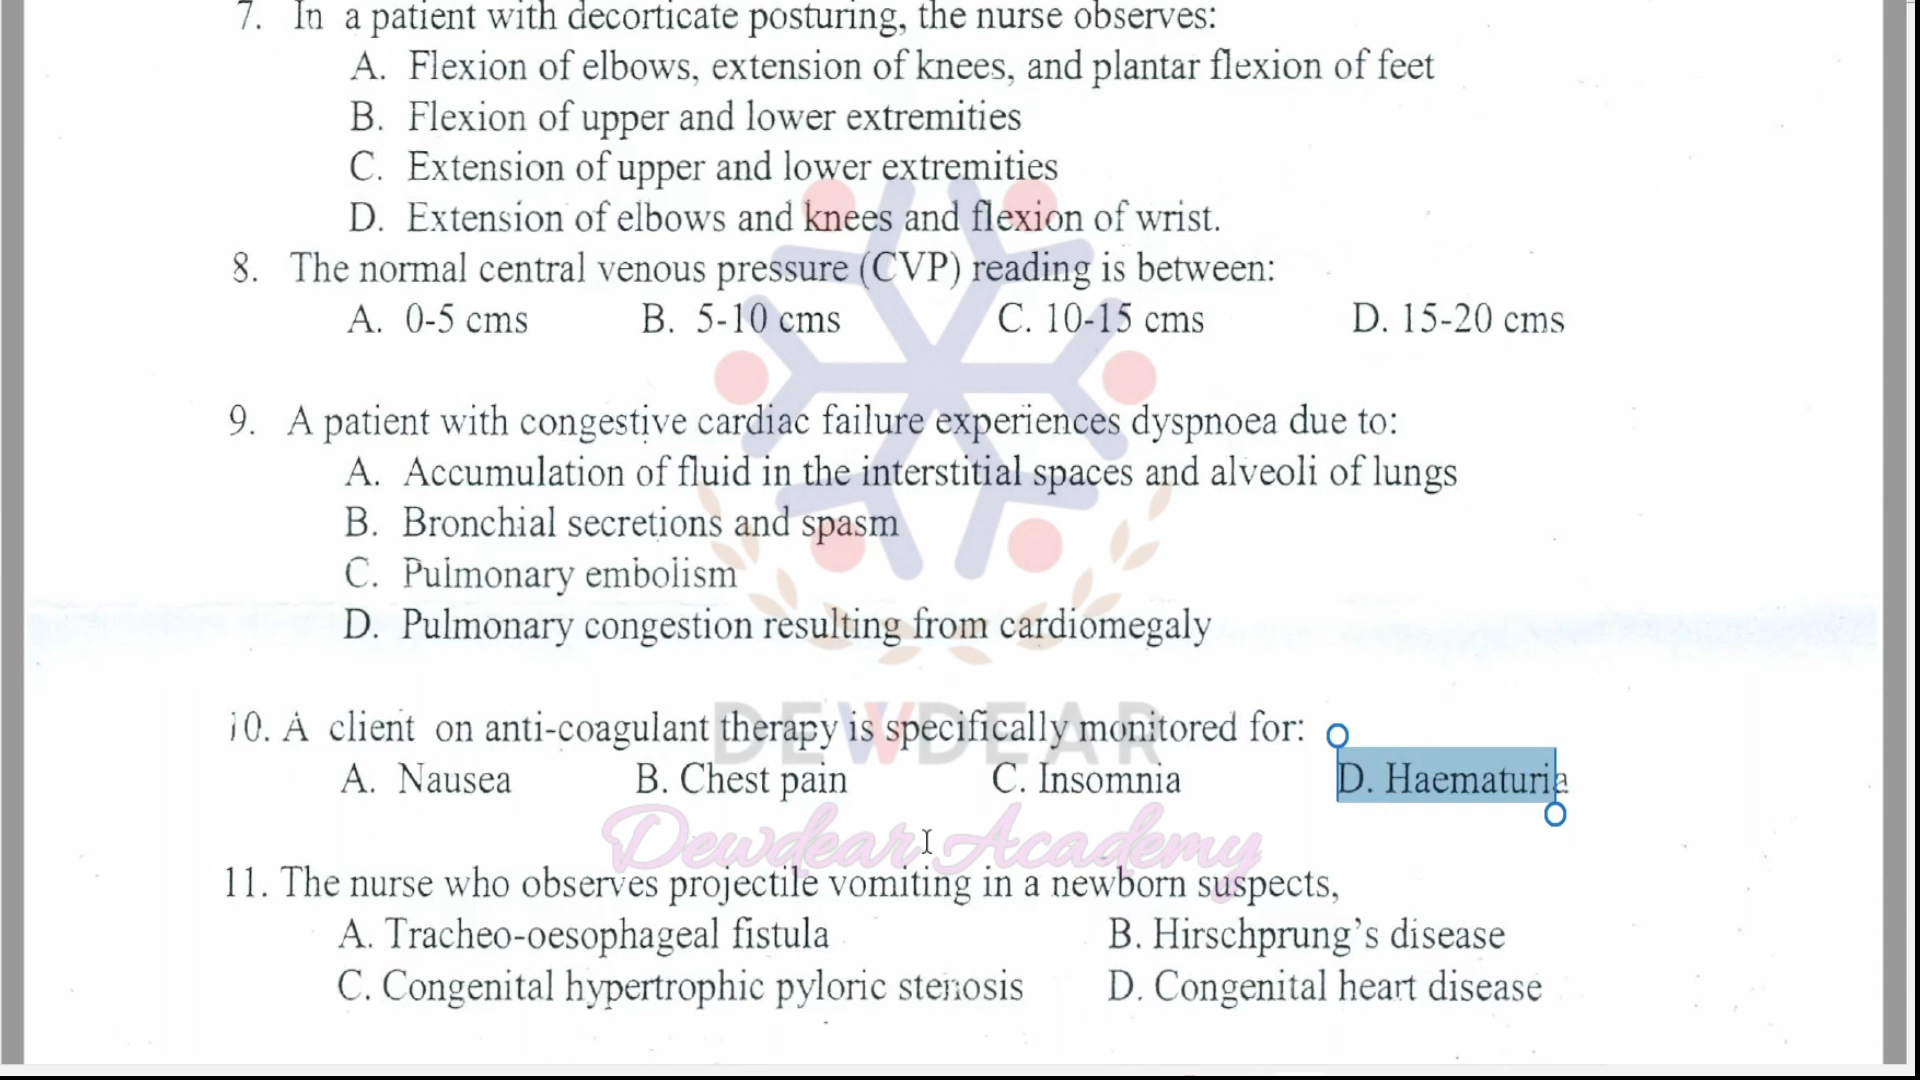 7. In a patient with decorticate posturing, the nurse observes:
A. Flexion of elbows, extension of knees, and plantar flexion of feet
B. Flexion of upper and lower extremities
C. Extension of upper and lower extremities
D. Extension of elbows and knees and flexion of wrist.
8. The normal central venous pressure (CVP) reading is between:
A. 0-5 cms B. 5-10 cms C. 10-15 cms D. 15-20 cms
9. A patient with congestive cardiac failure experiences dyspnoea due to:
A. Accumulation of fluid in the interstitial spaces and alveoli of lungs
B. Bronchial secretions and spasm
C. Pulmonary embolism
D. Pulmonary congestion resulting from cardiomegaly
DEWDEAR
10. A client on anti-coagulant therapy is specifically monitored for:
A. Nausea B. Chest pain C. Insomnia D. Haematuria
Dewdear Academy
11. The nurse who observes projectile vomiting in a newborn suspects,
A. Tracheo-oesophageal fistula B. Hirschprung's disease
C. Congenital hypertrophic pyloric stenosis D. Congenital heart disease